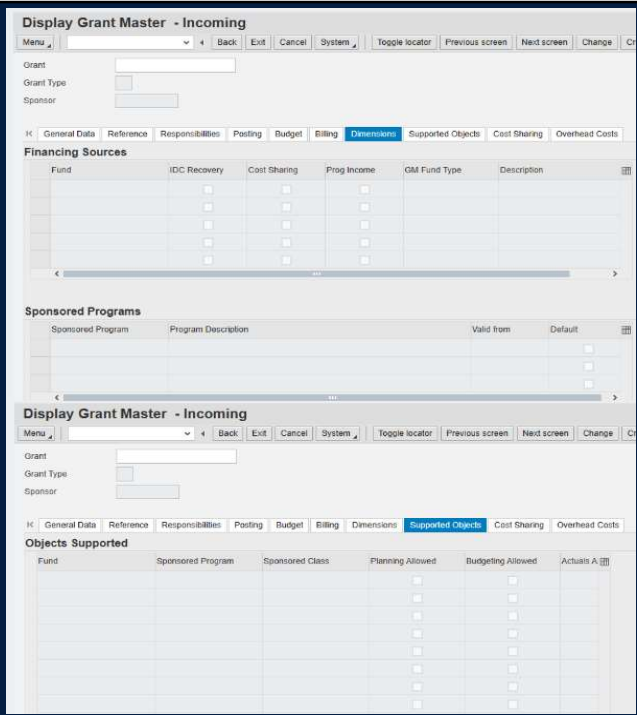 Display Grant Master - Incoming
Menu Back Exit Cancel System Toggle locator Previous screen Next screen Change Cr
Grant
Grant Type
Sponsor
General Data Reference Responsibilities Posting Budget Billing Dimensions Supported Objects Cost Sharing Overhead Costs
Financing Sources
Fund IDC Recovery Cost Sharing Prog Income GM Fund Type Description
Sponsored Programs
Sponsored Program Program Description Valid from Default
Display Grant Master - Incoming
Menu Back Exit Cancel System Toggle locator Previous screen Next screen Change Cr
Grant
Grant Type
Sponsor
General Data Reference Responsibilities Posting Budget Billing Dimensions Supported Objects Cost Sharing Overhead Costs
Objects Supported
Fund Sponsored Program Sponsored Class Planning Allowed Budgeting Allowed Actuals A